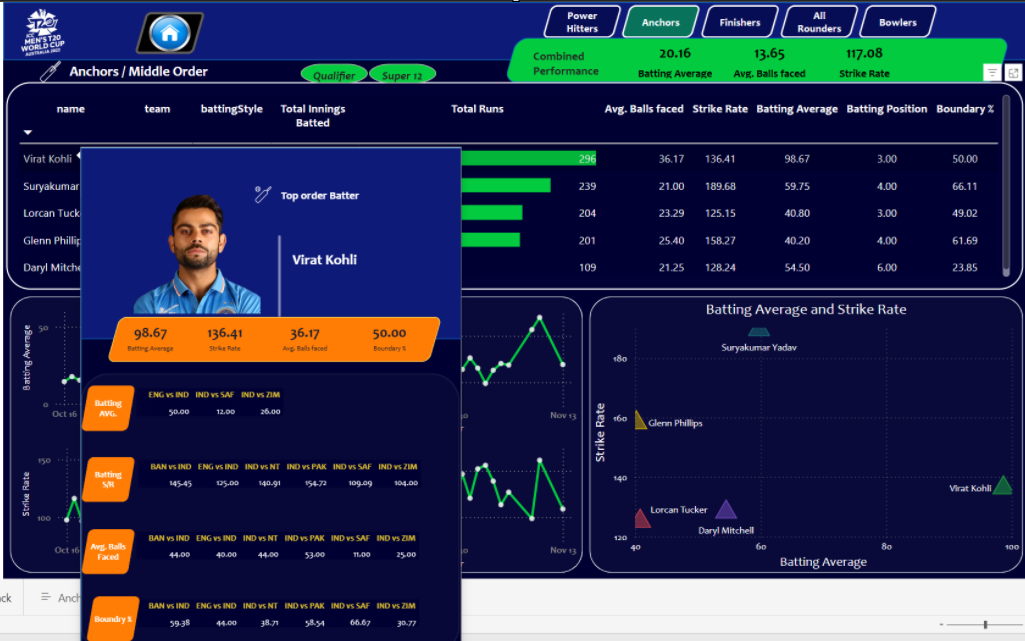 ICC
MEN'S T20
WORLD CUP
AUSTRALIA 2022
Power
Hitters
Anchors
Finishers
All
Rounders
Bowlers
Combined
Performance
20.16
Batting Average
13.65
Avg. Balls faced
117.08
Strike Rate
Anchors / Middle Order
Qualifier
Super 12
name team battingStyle Total Innings Batted Total Runs Avg. Balls faced Strike Rate Batting Average Batting Position Boundary %
Virat Kohli 296 36.17 136.41 98.67 3.00 50.00
Suryakumar 239 21.00 189.68 59.75 4.00 66.11
Lorcan Tuck 204 23.29 125.15 40.80 3.00 49.02
Glenn Phillip 201 25.40 158.27 40.20 4.00 61.69
Daryl Mitche 109 21.25 128.24 54.50 6.00 23.85
Top order Batter
Virat Kohli
98.67 136.41 36.17 50.00
Batting Average Strike Rate Avg. Balls faced Boundary %
Batting
AVG.
ENG vs IND IND vs SAF IND vs ZIM
50.00 12.00 26.00
Batting
S/R
BAN vs IND ENG vs IND IND vs NT IND vs PAK IND vs SAF IND vs ZIM
145.45 125.00 140.91 154.72 109.09 104.00
Avg. Balls
Faced
BAN vs IND ENG vs IND IND vs NT IND vs PAK IND vs SAF IND vs ZIM
44.00 40.00 44.00 53.00 11.00 25.00
Boundry %
BAN vs IND ENG vs IND IND vs NT IND vs PAK IND vs SAF IND vs ZIM
59.38 44.00 38.71 58.54 66.67 30.77
Batting Average
50
0
Oct 16
30
Nov 13
r
Strike Rate
150
100
Oct 16
30
Nov 13
r
Batting Average and Strike Rate
Strike Rate
180
160
140
120
Suryakumar Yadav
Glenn Phillips
Virat Kohli
Lorcan Tucker
Daryl Mitchell
40 60 80 100
Batting Average
ck
Anch